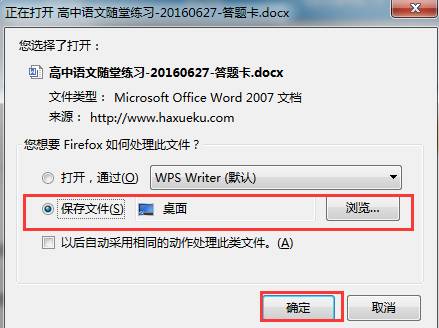 正在打开 高中语文随堂练习-20160627-答题卡.docx
您选择了打开：
高中语文随堂练习-20160627-答题卡.docx
文件类型： Microsoft Office Word 2007 文档
来源： http://www.haxueku.com
您想要 Firefox 如何处理此文件？
打开，通过(O) WPS Writer (默认)
保存文件(S) 桌面 浏览...
以后自动采用相同的动作处理此类文件。(A)
确定 取消